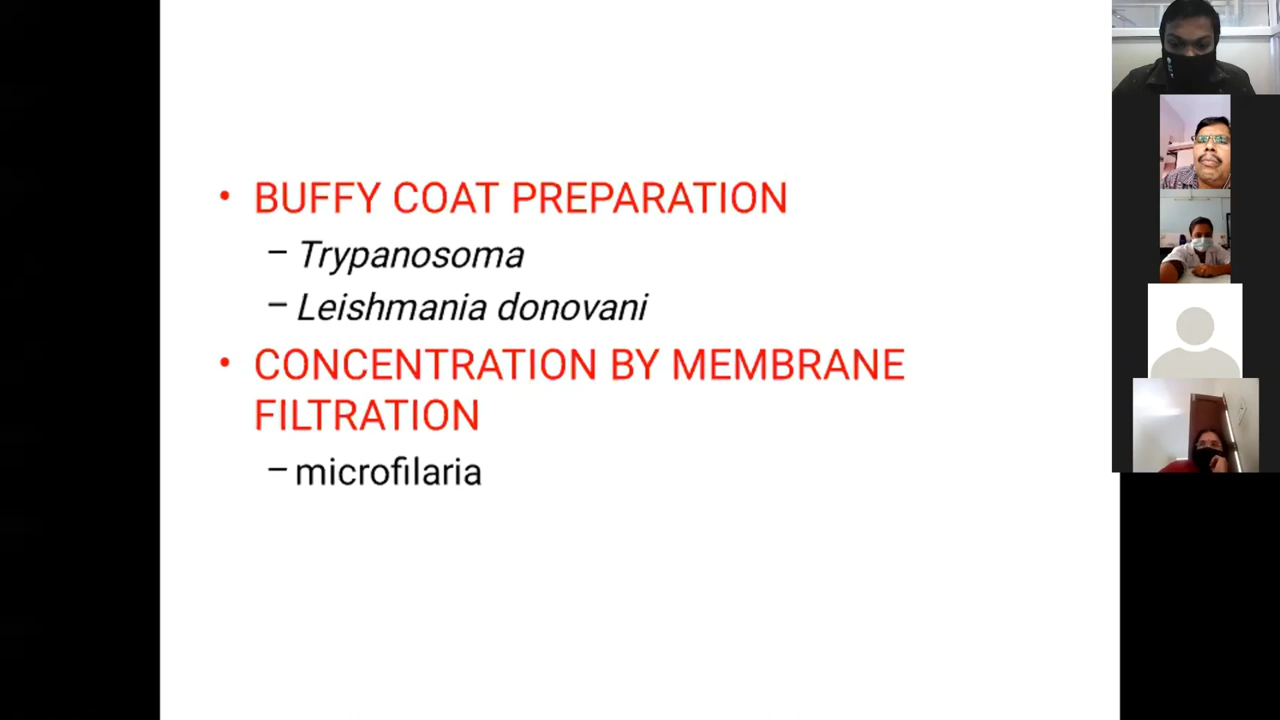 • BUFFY COAT PREPARATION
– Trypanosoma
– Leishmania donovani
• CONCENTRATION BY MEMBRANE
FILTRATION
– microfilaria